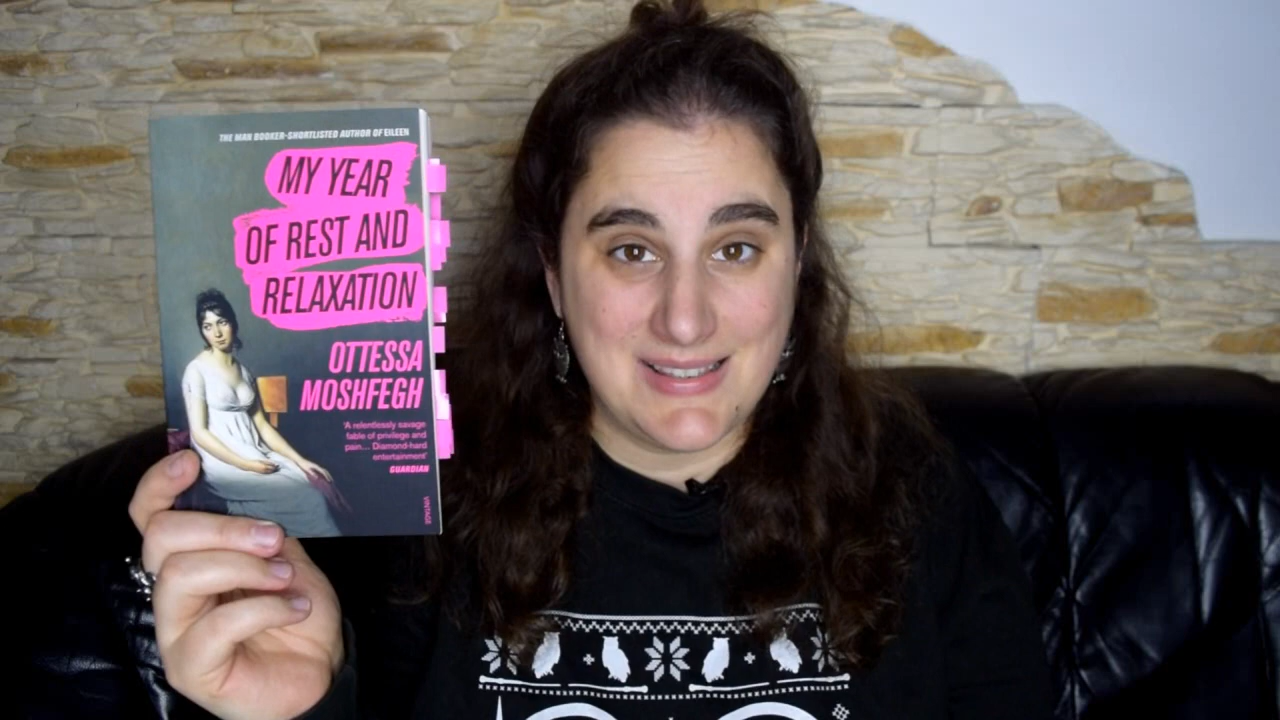 THE MAN BOOKER-SHORTLISTED AUTHOR OF EILEEN
MY YEAR
OF REST AND
RELAXATION
OTTESSA
MOSHFEGH
'A relentlessly savage
fable of privilege and
pain... Diamond-hard
entertainment'
GUARDIAN
VINTAGE